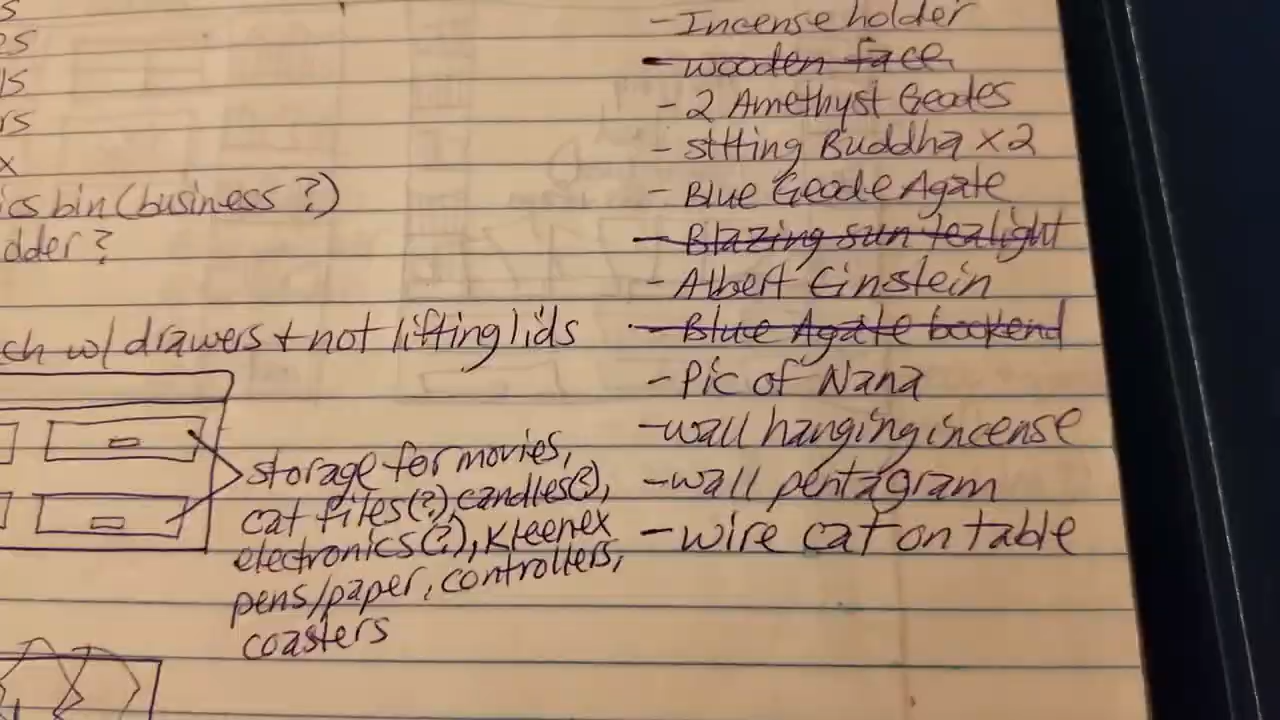 ics bin (business?)
dder?
ch w/ drawers + not lifting lids
storage for movies,
cat files(?), candles(?),
electronics(?), Kleenex
pens/paper, controllers,
coasters
- Incense holder
- wooden face
- 2 Amethyst Geodes
- sitting Buddha x2
- Blue Geode Agate
- Blazing sun tealight
- Albert Einstein
- Blue Agate bookend
- Pic of Nana
- wall hanging incense
- wall pentagram
- wire cat on table